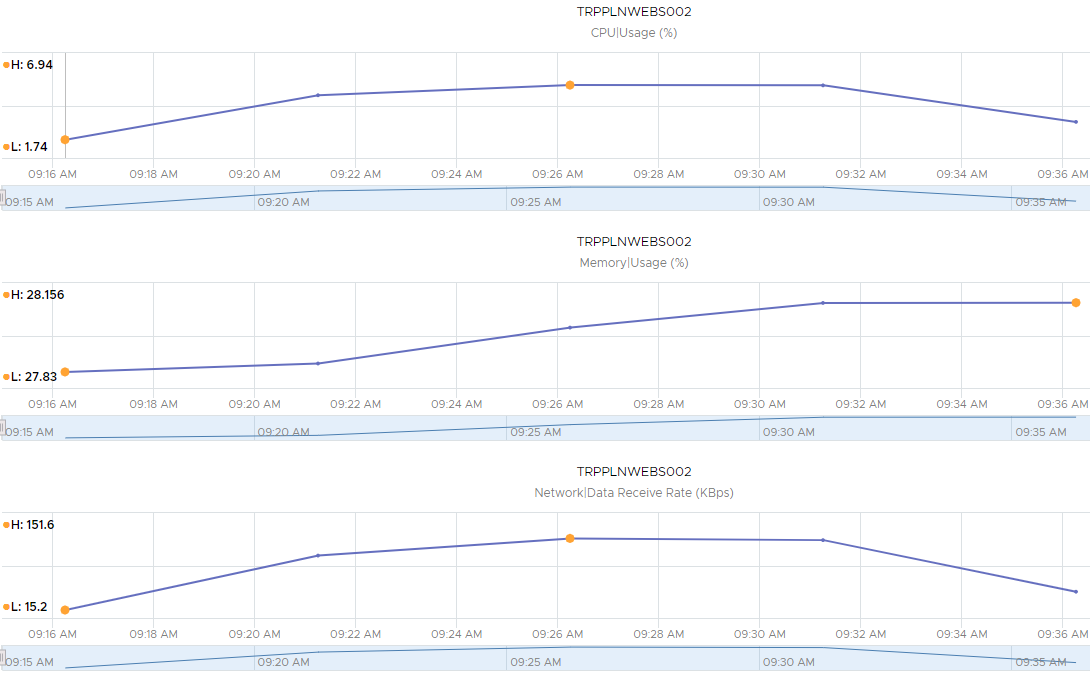 TRPPLNWEBS002
CPU|Usage (%)
H: 6.94
L: 1.74
09:16 AM 09:18 AM 09:20 AM 09:22 AM 09:24 AM 09:26 AM 09:28 AM 09:30 AM 09:32 AM 09:34 AM 09:36 AM
09:15 AM 09:20 AM 09:25 AM 09:30 AM 09:35 AM
TRPPLNWEBS002
Memory|Usage (%)
H: 28.156
L: 27.83
09:16 AM 09:18 AM 09:20 AM 09:22 AM 09:24 AM 09:26 AM 09:28 AM 09:30 AM 09:32 AM 09:34 AM 09:36 AM
09:15 AM 09:20 AM 09:25 AM 09:30 AM 09:35 AM
TRPPLNWEBS002
Network|Data Receive Rate (KBps)
H: 151.6
L: 15.2
09:16 AM 09:18 AM 09:20 AM 09:22 AM 09:24 AM 09:26 AM 09:28 AM 09:30 AM 09:32 AM 09:34 AM 09:36 AM
09:15 AM 09:20 AM 09:25 AM 09:30 AM 09:35 AM